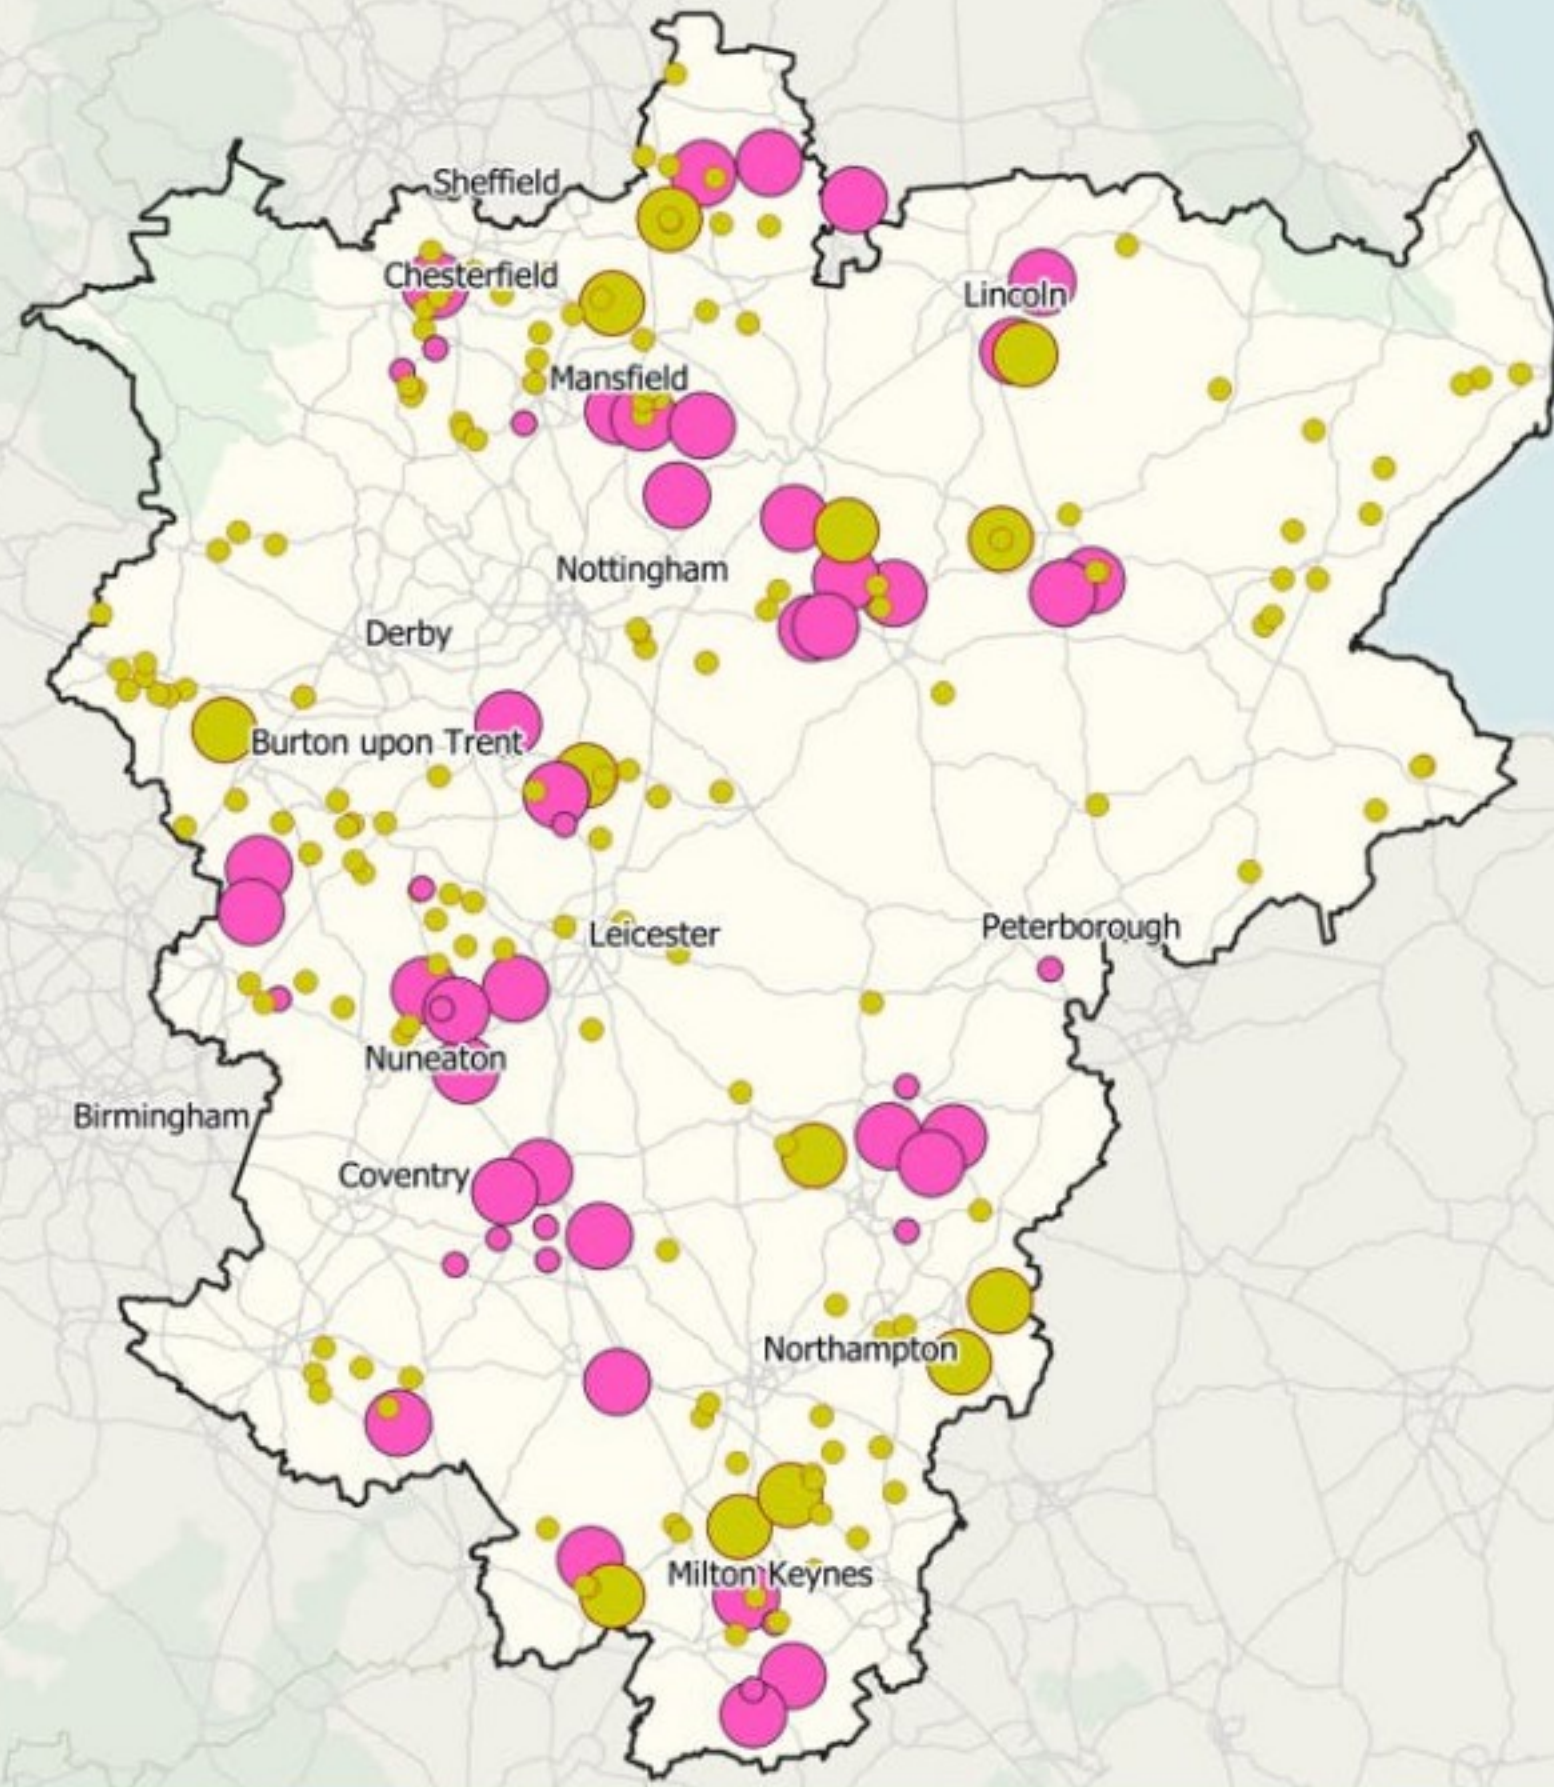 Sheffield
Chesterfield
Lincoln
Mansfield
Nottingham
Derby
Burton upon Trent
Leicester
Peterborough
Nuneaton
Birmingham
Coventry
Northampton
Milton Keynes